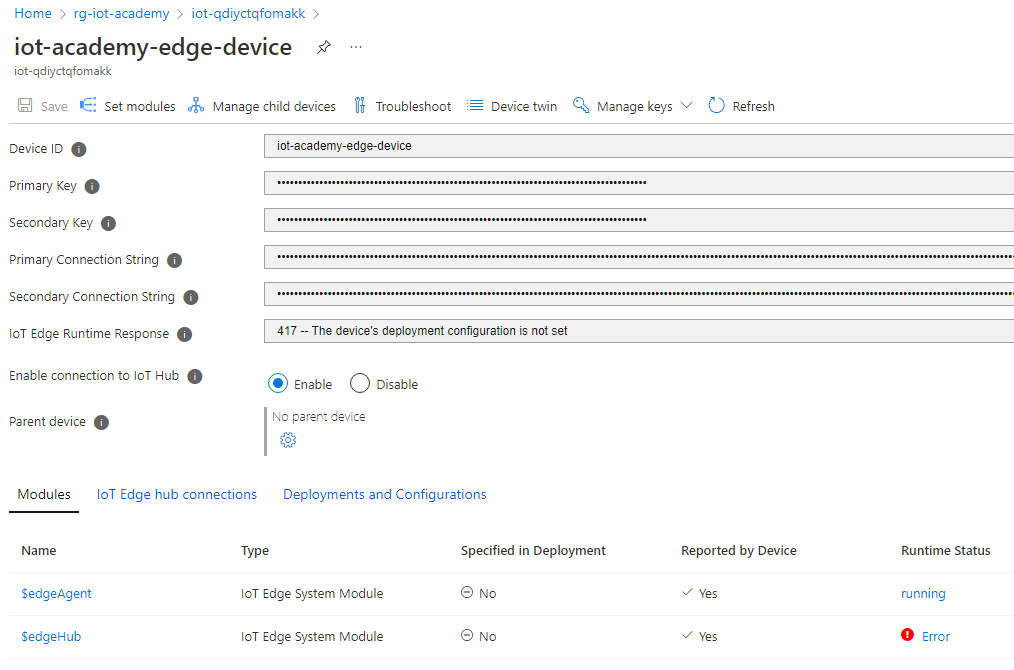 Home > rg-iot-academy > iot-qdiyctqfomakk >
iot-academy-edge-device ...
iot-qdiyctqfomakk
Save Set modules Manage child devices Troubleshoot Device twin Manage keys Refresh
Device ID iot-academy-edge-device
Primary Key
Secondary Key
Primary Connection String
Secondary Connection String
IoT Edge Runtime Response 417 -- The device's deployment configuration is not set
Enable connection to IoT Hub Enable Disable
Parent device No parent device
Modules IoT Edge hub connections Deployments and Configurations
Name Type Specified in Deployment Reported by Device Runtime Status
$edgeAgent IoT Edge System Module No Yes running
$edgeHub IoT Edge System Module No Yes Error